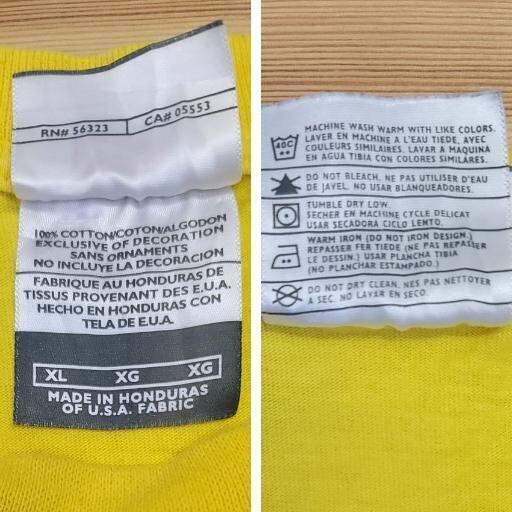 RN# 56323
CA# 05553
100% COTTON/COTON/ALGODON
EXCLUSIVE OF DECORATION
SANS ORNAMENTS
NO INCLUYE LA DECORACION
FABRIQUE AU HONDURAS DE
TISSUS PROVENANT DES E.U.A.
HECHO EN HONDURAS CON
TELA DE E.U.A.
XL XG XG
MADE IN HONDURAS
OF U.S.A. FABRIC
40C
MACHINE WASH WARM WITH LIKE COLORS.
LAVER EN MACHINE A L'EAU TIEDE, AVEC
COULEURS SIMILAIRES. LAVAR A MAQUINA
EN AGUA TIBIA CON COLORES SIMILARES.
DO NOT BLEACH. NE PAS UTILISER D'EAU
DE JAVEL. NO USAR BLANQUEADORES.
TUMBLE DRY LOW.
SECHER EN MACHINE CYCLE DELICAT
USAR SECADORA CICLO LENTO.
WARM IRON (DO NOT IRON DESIGN.)
REPASSER FER TIEDE (NE PAS REPASSER
LE DESSIN.) USAR PLANCHA TIBIA
(NO PLANCHAR ESTAMPADO.)
DO NOT DRY CLEAN. NES PAS NETTOYER
A SEC. NO LAVAR EN SECO.